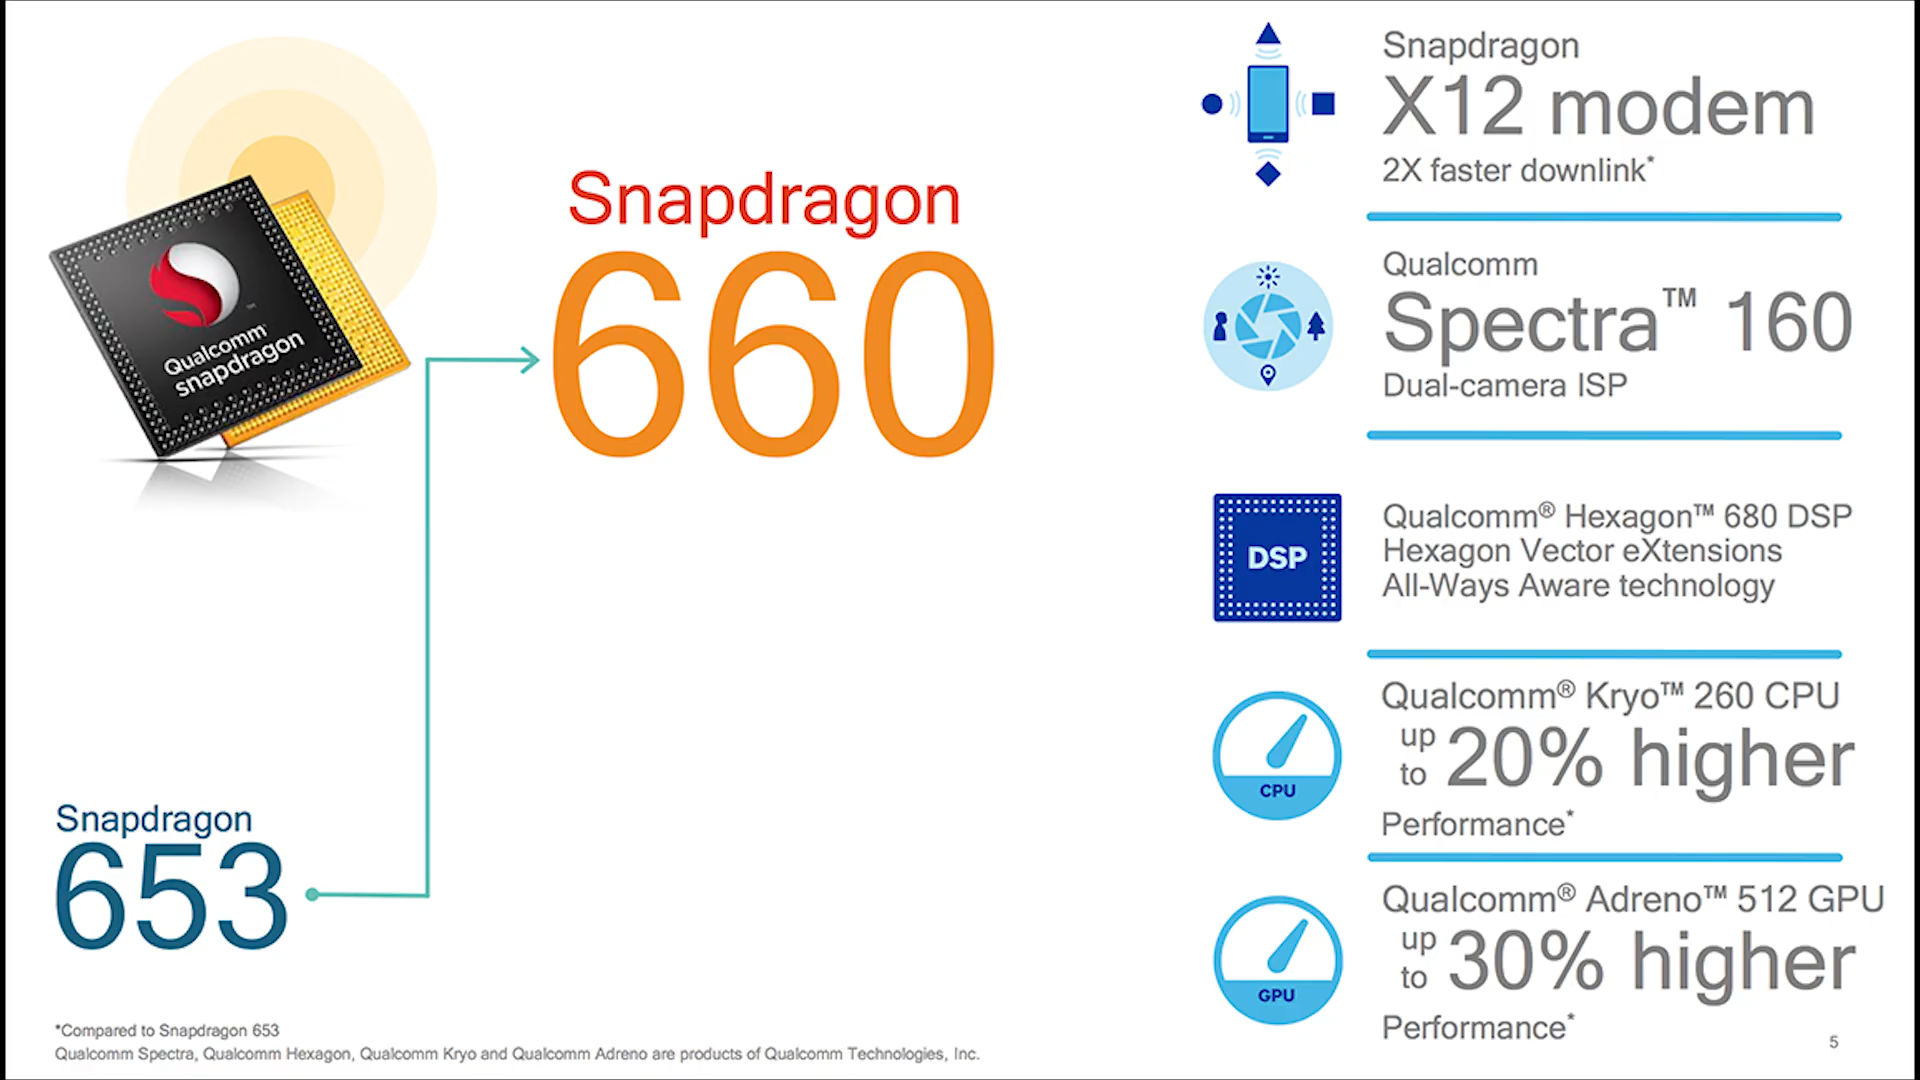 Qualcomm
snapdragon
Snapdragon
660
Snapdragon
653
Snapdragon
X12 modem
2X faster downlink*
Qualcomm
Spectra™ 160
Dual-camera ISP
DSP
Qualcomm® Hexagon™ 680 DSP
Hexagon Vector eXtensions
All-Ways Aware technology
CPU
Qualcomm® Kryo™ 260 CPU
up to 20% higher
Performance*
GPU
Qualcomm® Adreno™ 512 GPU
up to 30% higher
Performance*
*Compared to Snapdragon 653
Qualcomm Spectra, Qualcomm Hexagon, Qualcomm Kryo and Qualcomm Adreno are products of Qualcomm Technologies, Inc.
5